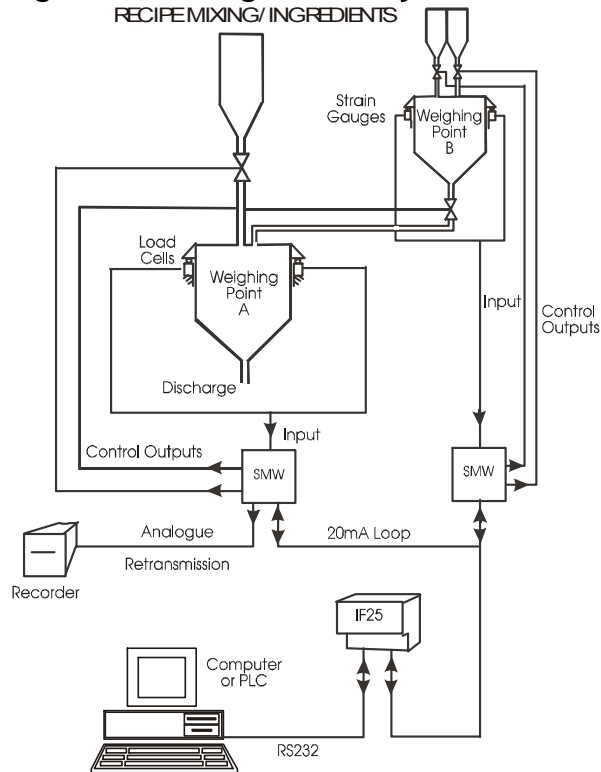 RECIPE MIXING/ INGREDIENTS
Strain
Gauges
Weighing
Point
B
Load
Cells
Weighing
Point
A
Input
Control
Outputs
Discharge
Input
Control Outputs
SMW
SMW
Analogue
Retransmission
20mA Loop
Recorder
IF25
Computer
or PLC
RS232